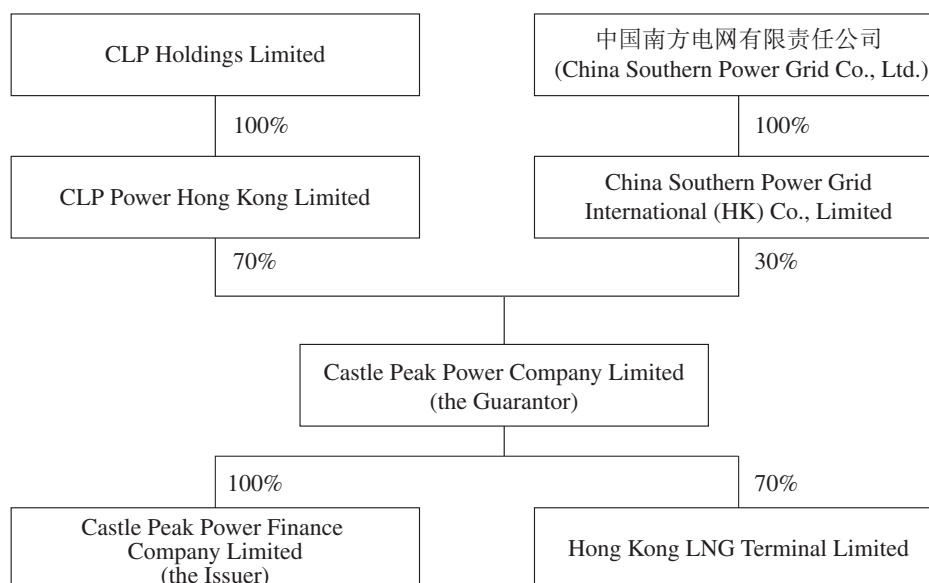 CLP Holdings Limited
中国南方电网有限责任公司
(China Southern Power Grid Co., Ltd.)
100%
100%
CLP Power Hong Kong Limited
China Southern Power Grid
International (HK) Co., Limited
70%
30%
Castle Peak Power Company Limited
(the Guarantor)
100%
70%
Castle Peak Power Finance
Company Limited
(the Issuer)
Hong Kong LNG Terminal Limited